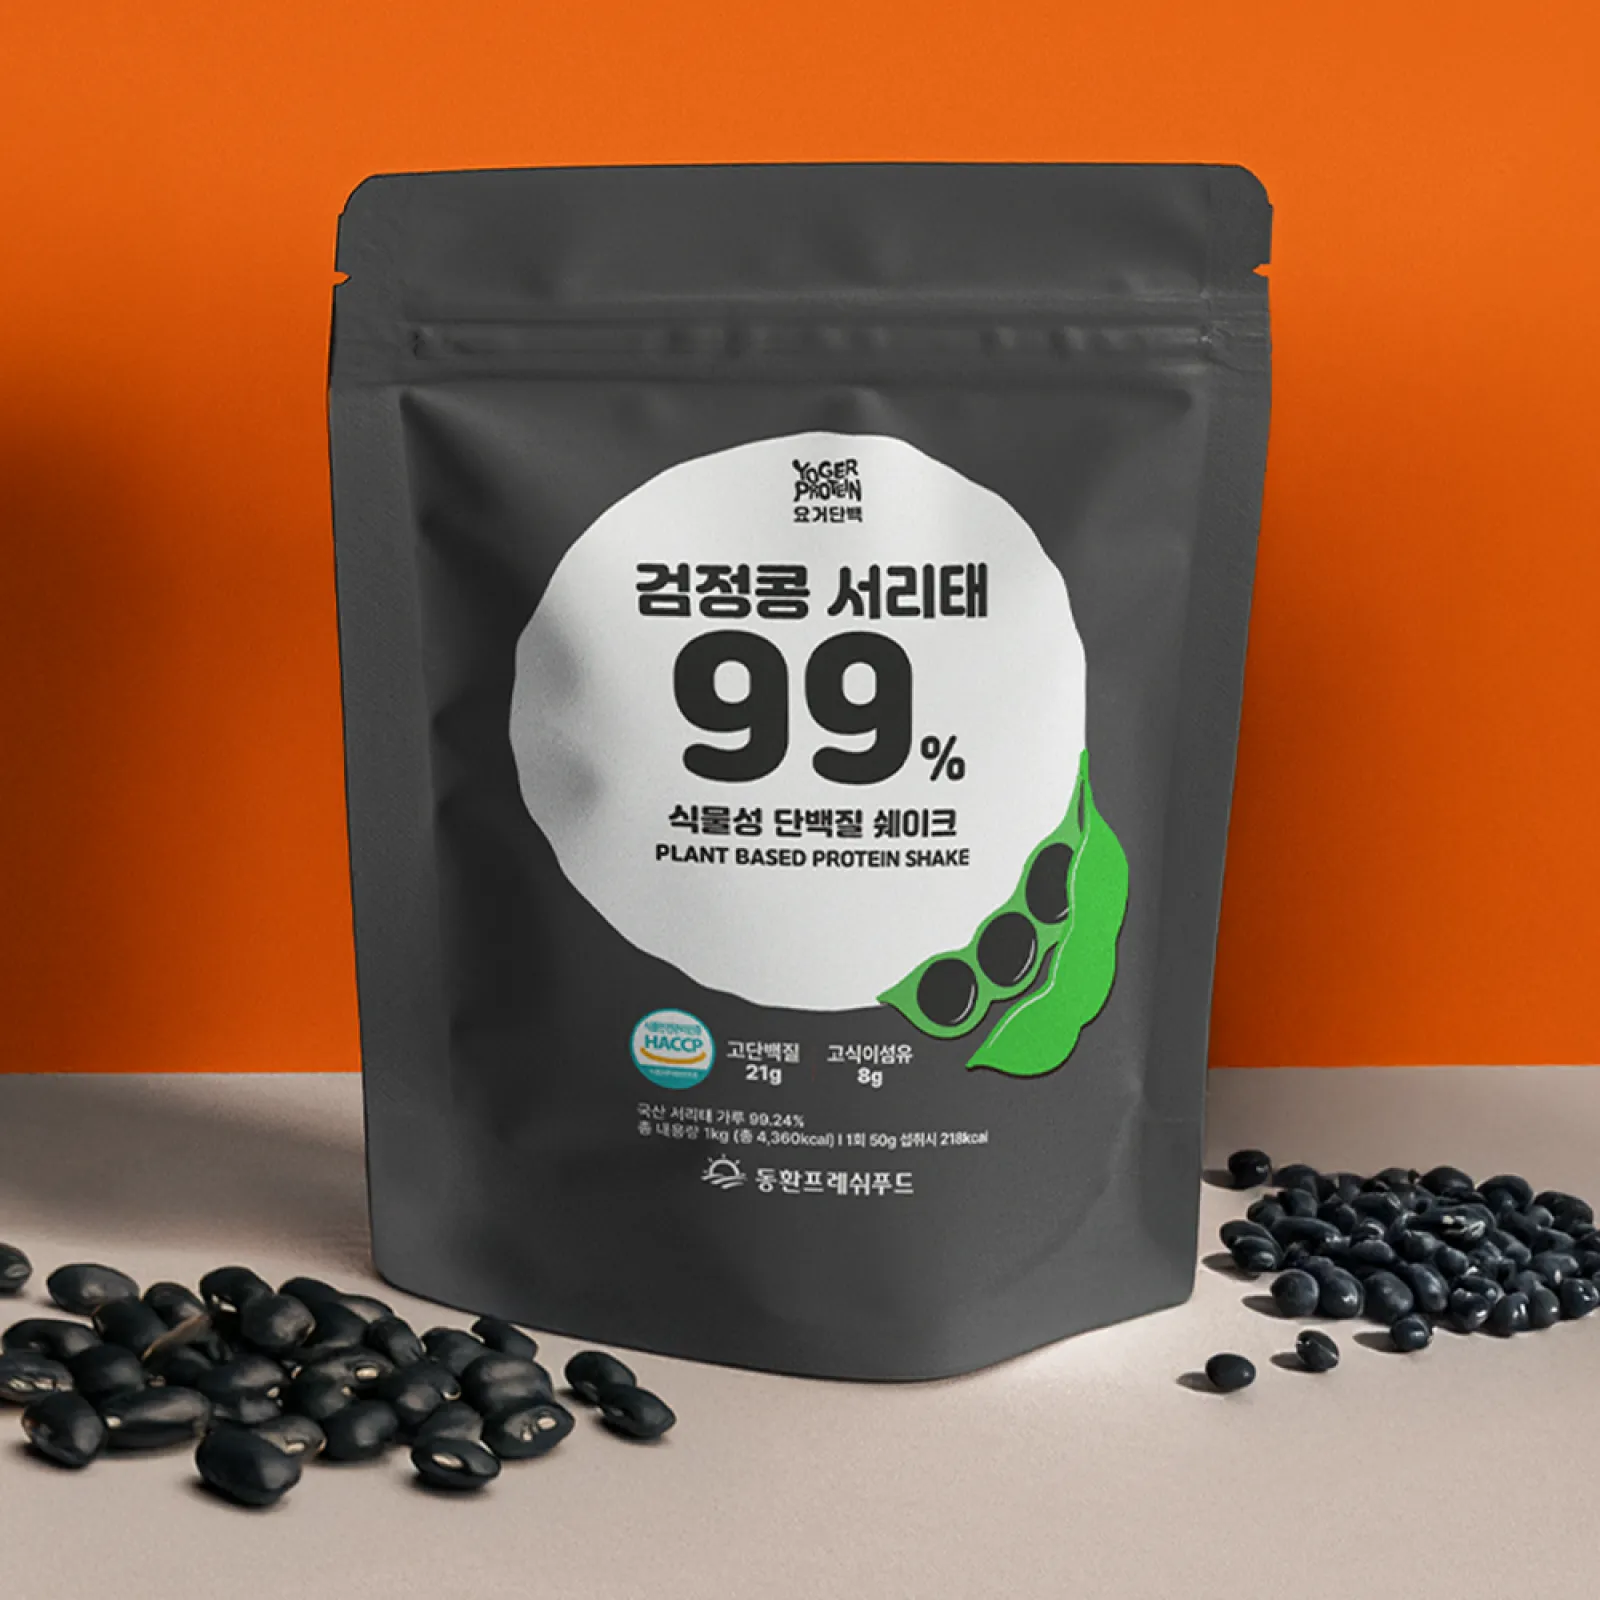 YOGER
PROTEIN
요거단백
검정콩 서리태
99%
식물성 단백질 쉐이크
PLANT BASED PROTEIN SHAKE
HACCP
고단백질
21g
고식이섬유
8g
국산 서리태 가루 99.24%
총 내용량 1kg (총 4,360kcal) I 1회 50g 섭취시 218kcal
동환프레쉬푸드